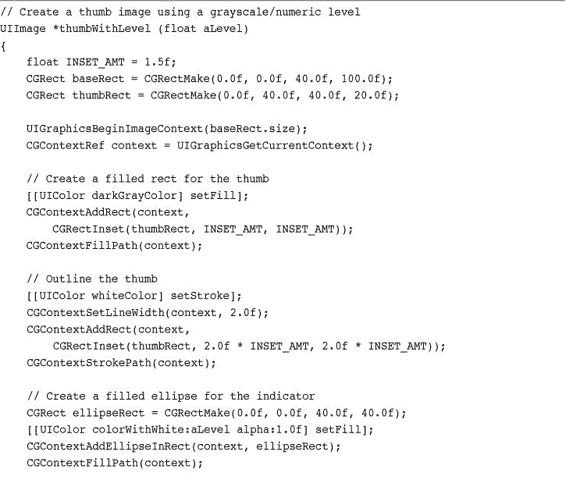 // Create a thumb image using a grayscale/numeric level
UIImage *thumbWithLevel (float aLevel)
{
    float INSET_AMT = 1.5f;
    CGRect baseRect = CGRectMake(0.0f, 0.0f, 40.0f, 100.0f);
    CGRect thumbRect = CGRectMake(0.0f, 40.0f, 40.0f, 20.0f);

    UIGraphicsBeginImageContext(baseRect.size);
    CGContextRef context = UIGraphicsGetCurrentContext();

    // Create a filled rect for the thumb
    [[UIColor darkGrayColor] setFill];
    CGContextAddRect(context,
        CGRectInset(thumbRect, INSET_AMT, INSET_AMT));
    CGContextFillPath(context);

    // Outline the thumb
    [[UIColor whiteColor] setStroke];
    CGContextSetLineWidth(context, 2.0f);
    CGContextAddRect(context,
        CGRectInset(thumbRect, 2.0f * INSET_AMT, 2.0f * INSET_AMT));
    CGContextStrokePath(context);

    // Create a filled ellipse for the indicator
    CGRect ellipseRect = CGRectMake(0.0f, 0.0f, 40.0f, 40.0f);
    [[UIColor colorWithWhite:aLevel alpha:1.0f] setFill];
    CGContextAddEllipseInRect(context, ellipseRect);
    CGContextFillPath(context);